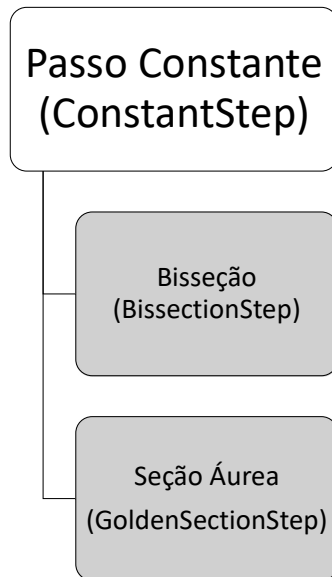 Passo Constante
(ConstantStep)
Bisseção
(BissectionStep)
Seção Áurea
(GoldenSectionStep)